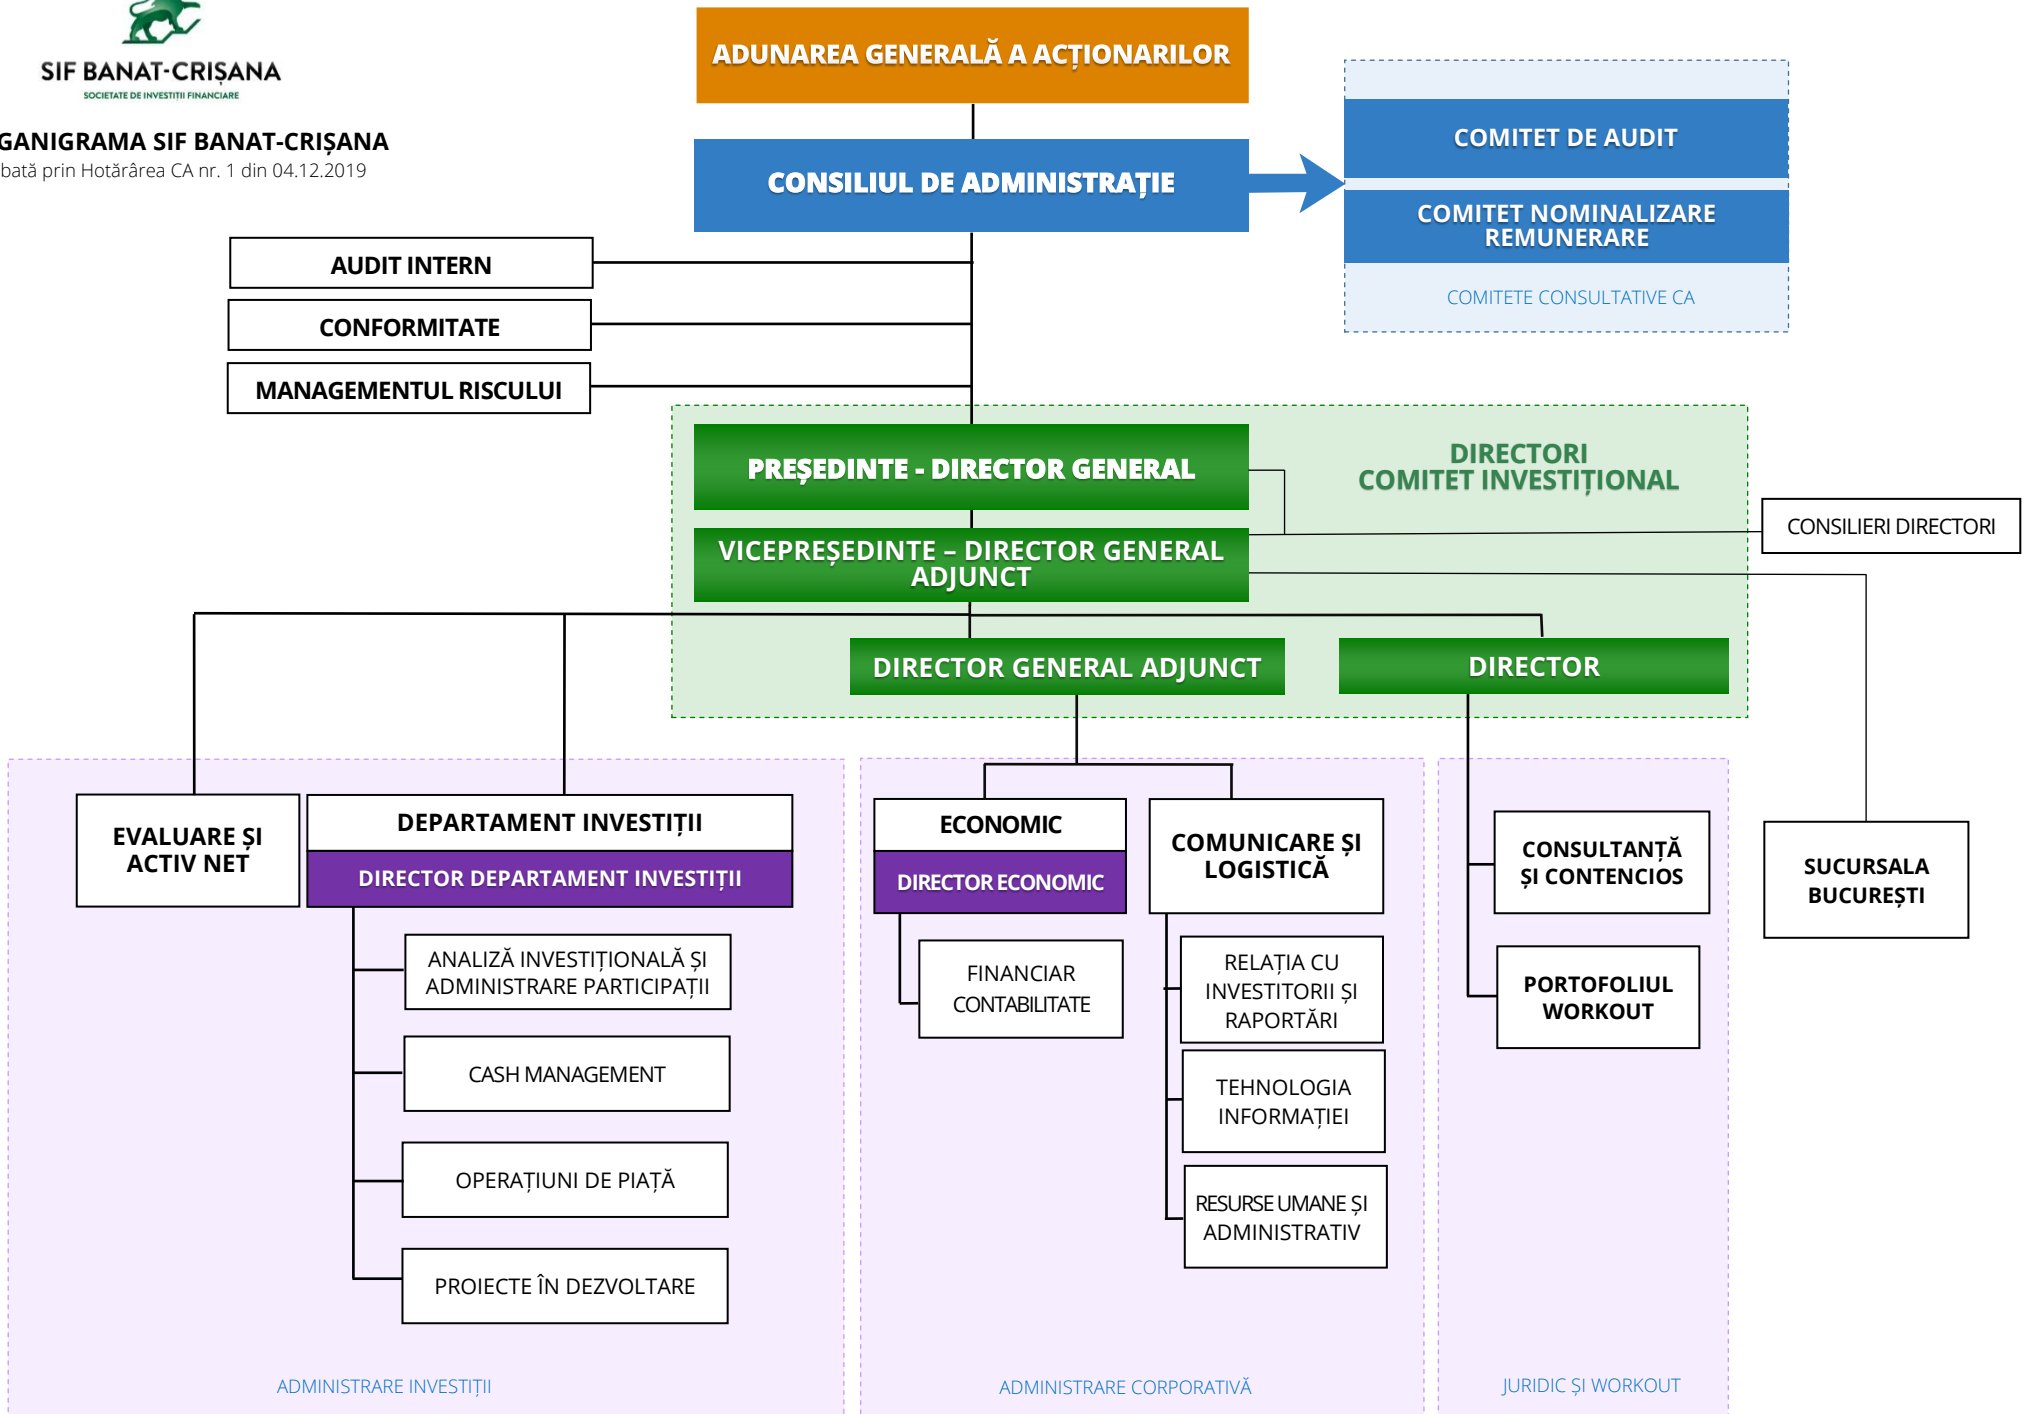 SIF BANAT-CRIȘANA
SOCIETATE DE INVESTIȚII FINANCIARE
GANIGRAMA SIF BANAT-CRIȘANA
bată prin Hotărârea CA nr. 1 din 04.12.2019
ADUNAREA GENERALĂ A ACȚIONARILOR
CONSILIUL DE ADMINISTRAȚIE
COMITET DE AUDIT
COMITET NOMINALIZARE
REMUNERARE
COMITETE CONSULTATIVE CA
AUDIT INTERN
CONFORMITATE
MANAGEMENTUL RISCULUI
PREȘEDINTE - DIRECTOR GENERAL
DIRECTORI
COMITET INVESTIȚIONAL
VICEPREȘEDINTE – DIRECTOR GENERAL
ADJUNCT
CONSILIERI DIRECTORI
DIRECTOR GENERAL ADJUNCT
DIRECTOR
EVALUARE ȘI
ACTIV NET
DEPARTAMENT INVESTIȚII
DIRECTOR DEPARTAMENT INVESTIȚII
ANALIZĂ INVESTIȚIONALĂ ȘI
ADMINISTRARE PARTICIPAȚII
CASH MANAGEMENT
OPERAȚIUNI DE PIAȚĂ
PROIECTE ÎN DEZVOLTARE
ADMINISTRARE INVESTIȚII
ECONOMIC
DIRECTOR ECONOMIC
FINANCIAR
CONTABILITATE
COMUNICARE ȘI
LOGISTICĂ
RELAȚIA CU
INVESTITORII ȘI
RAPORTĂRI
TEHNOLOGIA
INFORMAȚIEI
RESURSE UMANE ȘI
ADMINISTRATIV
ADMINISTRARE CORPORATIVĂ
CONSULTANȚĂ
ȘI CONTENCIOS
PORTOFOLIUL
WORKOUT
JURIDIC ȘI WORKOUT
SUCURSALA
BUCUREȘTI